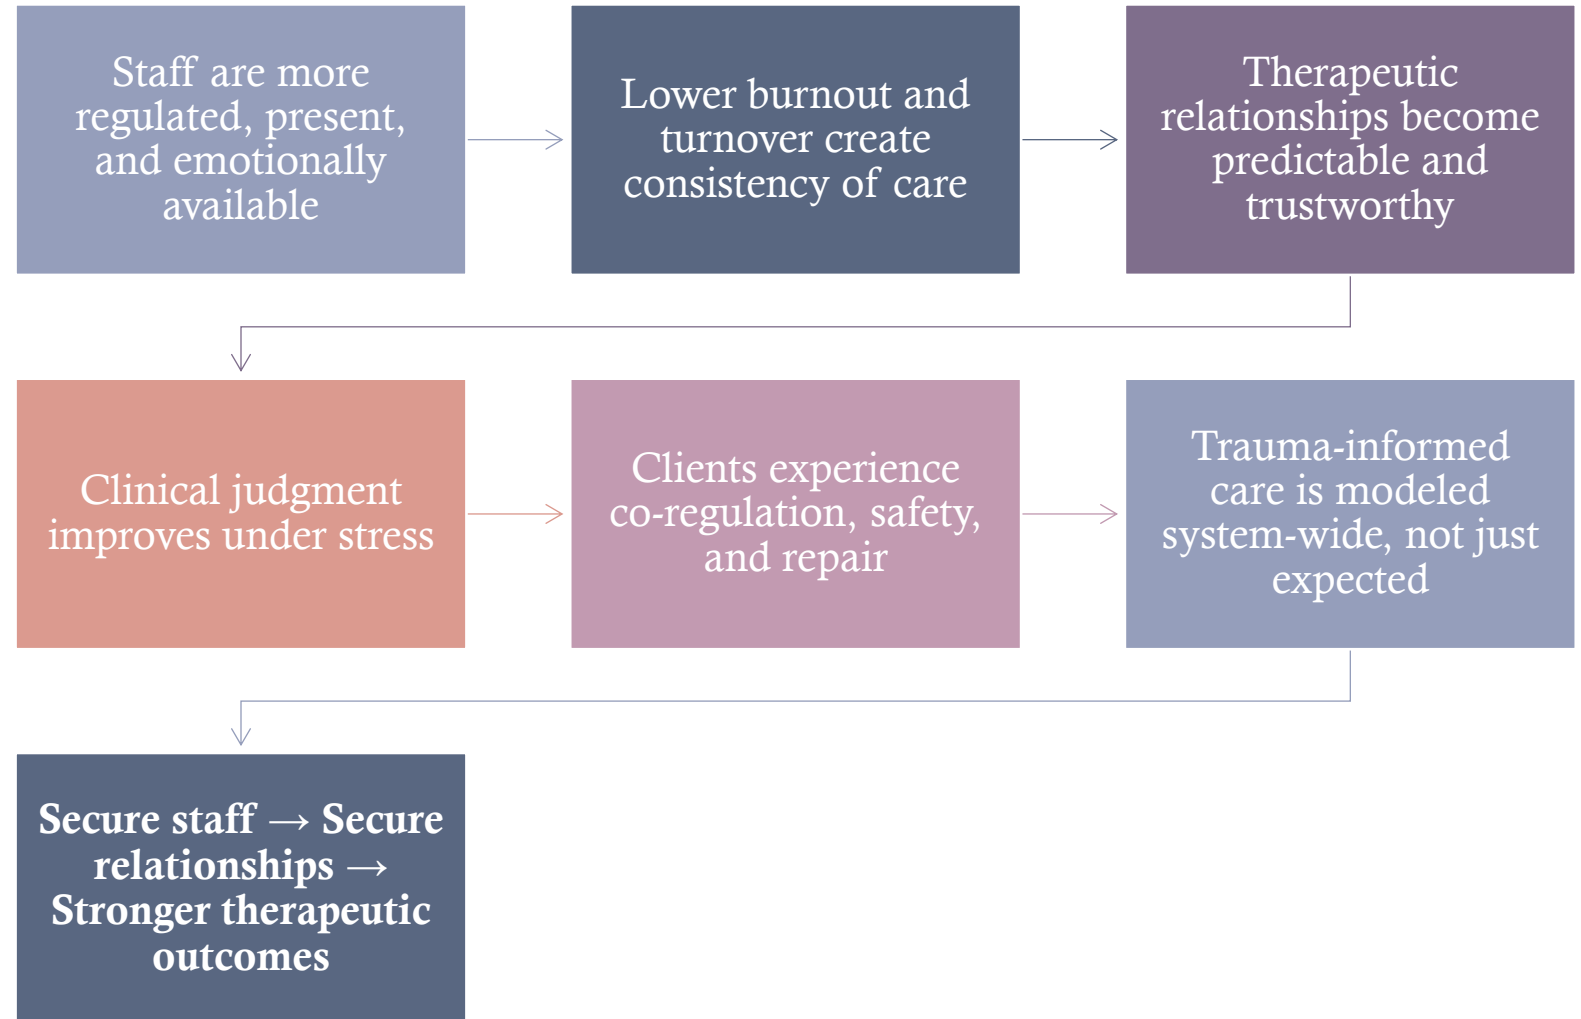 Staff are more
regulated, present,
and emotionally
available
Lower burnout and
turnover create
consistency of care
Therapeutic
relationships become
predictable and
trustworthy
Clinical judgment
improves under stress
Clients experience
co-regulation, safety,
and repair
Trauma-informed
care is modeled
system-wide, not just
expected
Secure staff → Secure
relationships →
Stronger therapeutic
outcomes